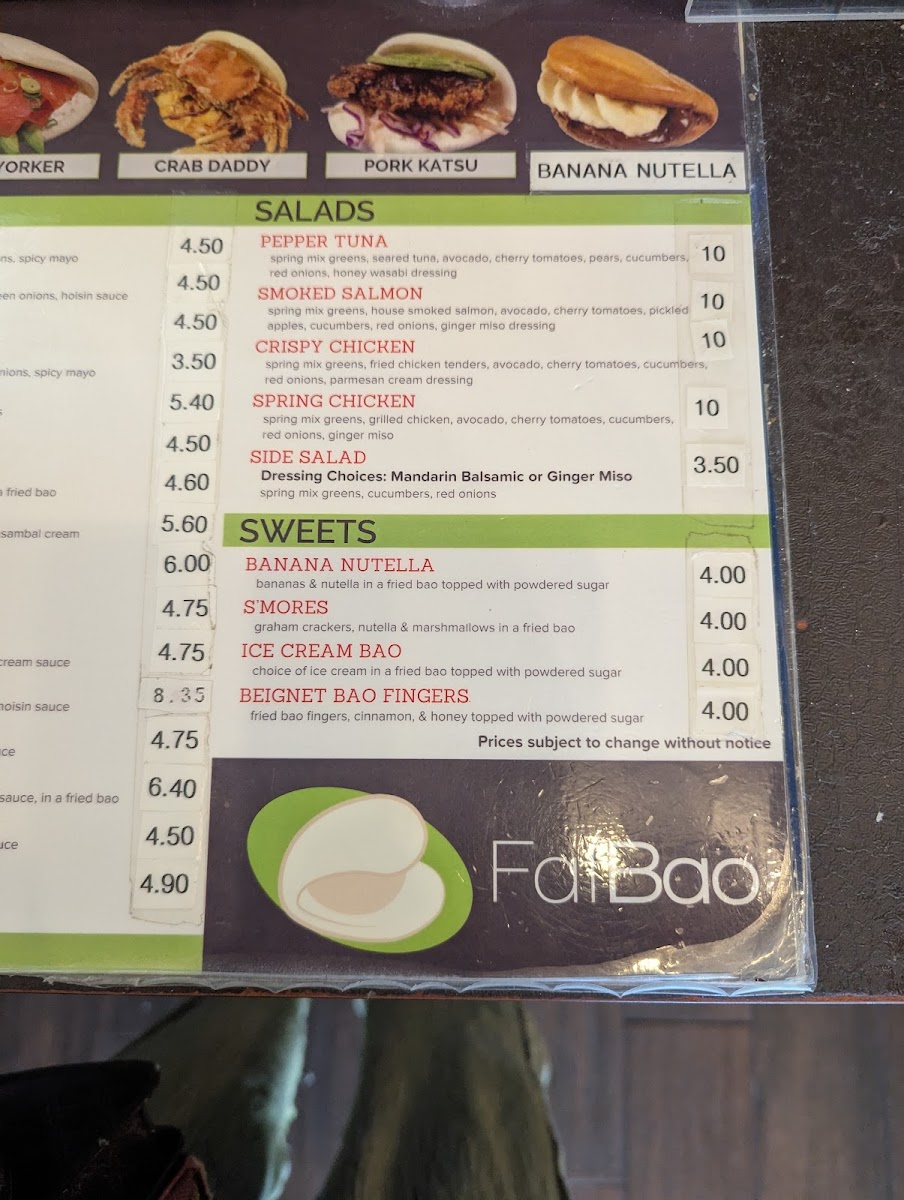 YORKER
CRAB DADDY
PORK KATSU
BANANA NUTELLA
ns, spicy mayo
4.50
een onions, hoisin sauce
4.50
4.50
nions, spicy mayo
3.50
s
5.40
4.50
a fried bao
4.60
sambal cream
5.60
6.00
4.75
cream sauce
4.75
hoisin sauce
8.35
ce
4.75
sauce, in a fried bao
6.40
uce
4.50
4.90
SALADS
PEPPER TUNA
10
spring mix greens, seared tuna, avocado, cherry tomatoes, pears, cucumbers,
red onions, honey wasabi dressing
SMOKED SALMON
10
spring mix greens, house smoked salmon, avocado, cherry tomatoes, pickled
apples, cucumbers, red onions, ginger miso dressing
CRISPY CHICKEN
10
spring mix greens, fried chicken tenders, avocado, cherry tomatoes, cucumbers,
red onions, parmesan cream dressing
SPRING CHICKEN
10
spring mix greens, grilled chicken, avocado, cherry tomatoes, cucumbers,
red onions, ginger miso
SIDE SALAD
3.50
Dressing Choices: Mandarin Balsamic or Ginger Miso
spring mix greens, cucumbers, red onions
SWEETS
BANANA NUTELLA
4.00
bananas & nutella in a fried bao topped with powdered sugar
S'MORES
4.00
graham crackers, nutella & marshmallows in a fried bao
ICE CREAM BAO
4.00
choice of ice cream in a fried bao topped with powdered sugar
BEIGNET BAO FINGERS
4.00
fried bao fingers, cinnamon, & honey topped with powdered sugar
Prices subject to change without notice
FatBao